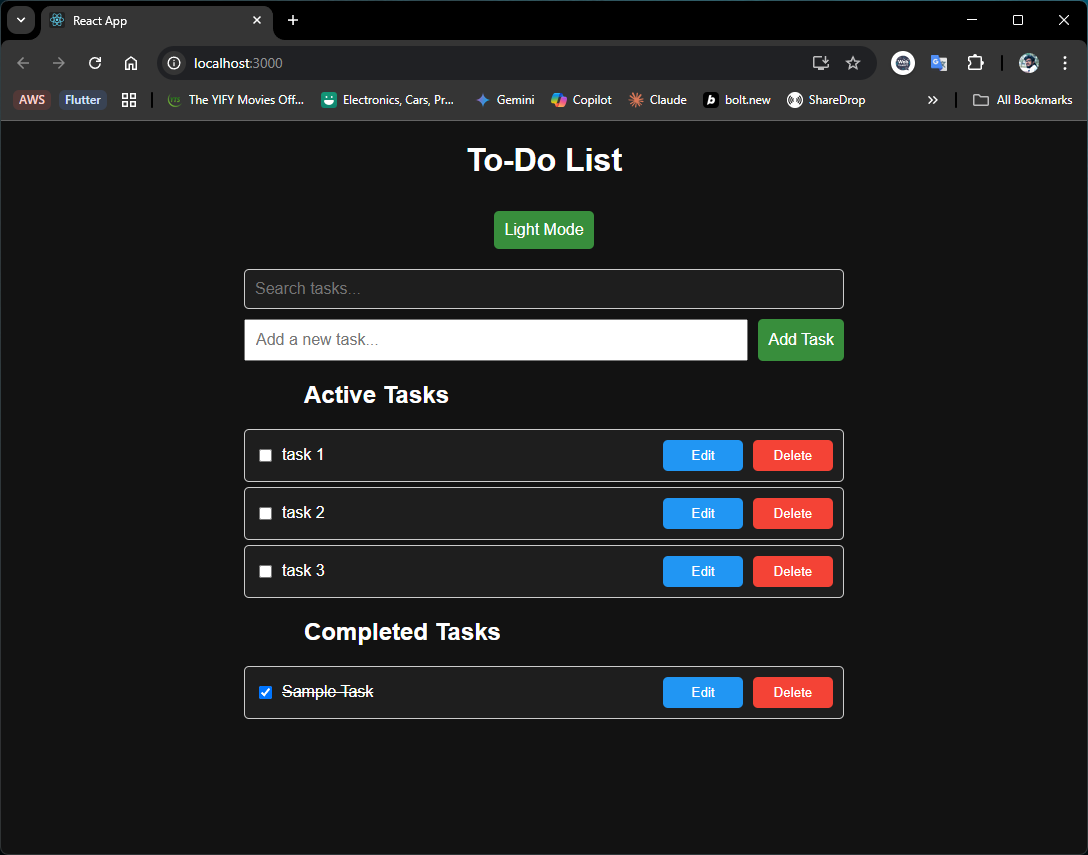 React App
localhost:3000
AWS Flutter The YIFY Movies Off... Electronics, Cars, Pr... Gemini Copilot Claude bolt.new ShareDrop All Bookmarks
To-Do List
Light Mode
Search tasks...
Add a new task... Add Task
Active Tasks
task 1 Edit Delete
task 2 Edit Delete
task 3 Edit Delete
Completed Tasks
Sample Task Edit Delete